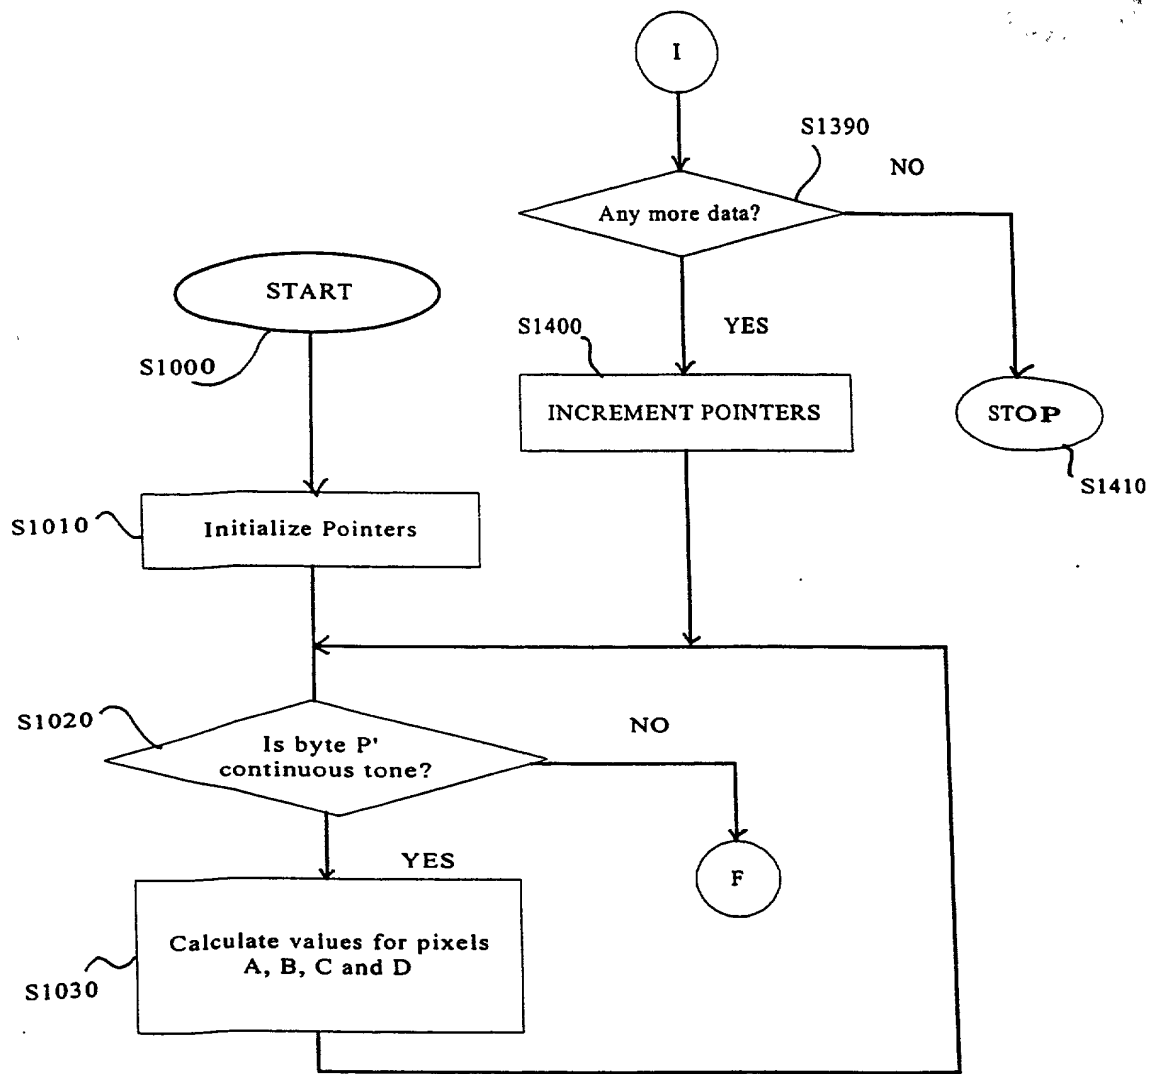 I
S1390
NO
Any more data?
START
S1400
YES
S1000
INCREMENT POINTERS
STOP
S1410
S1010
Initialize Pointers
S1020
NO
Is byte P'
continuous tone?
YES
F
Calculate values for pixels
A, B, C and D
S1030